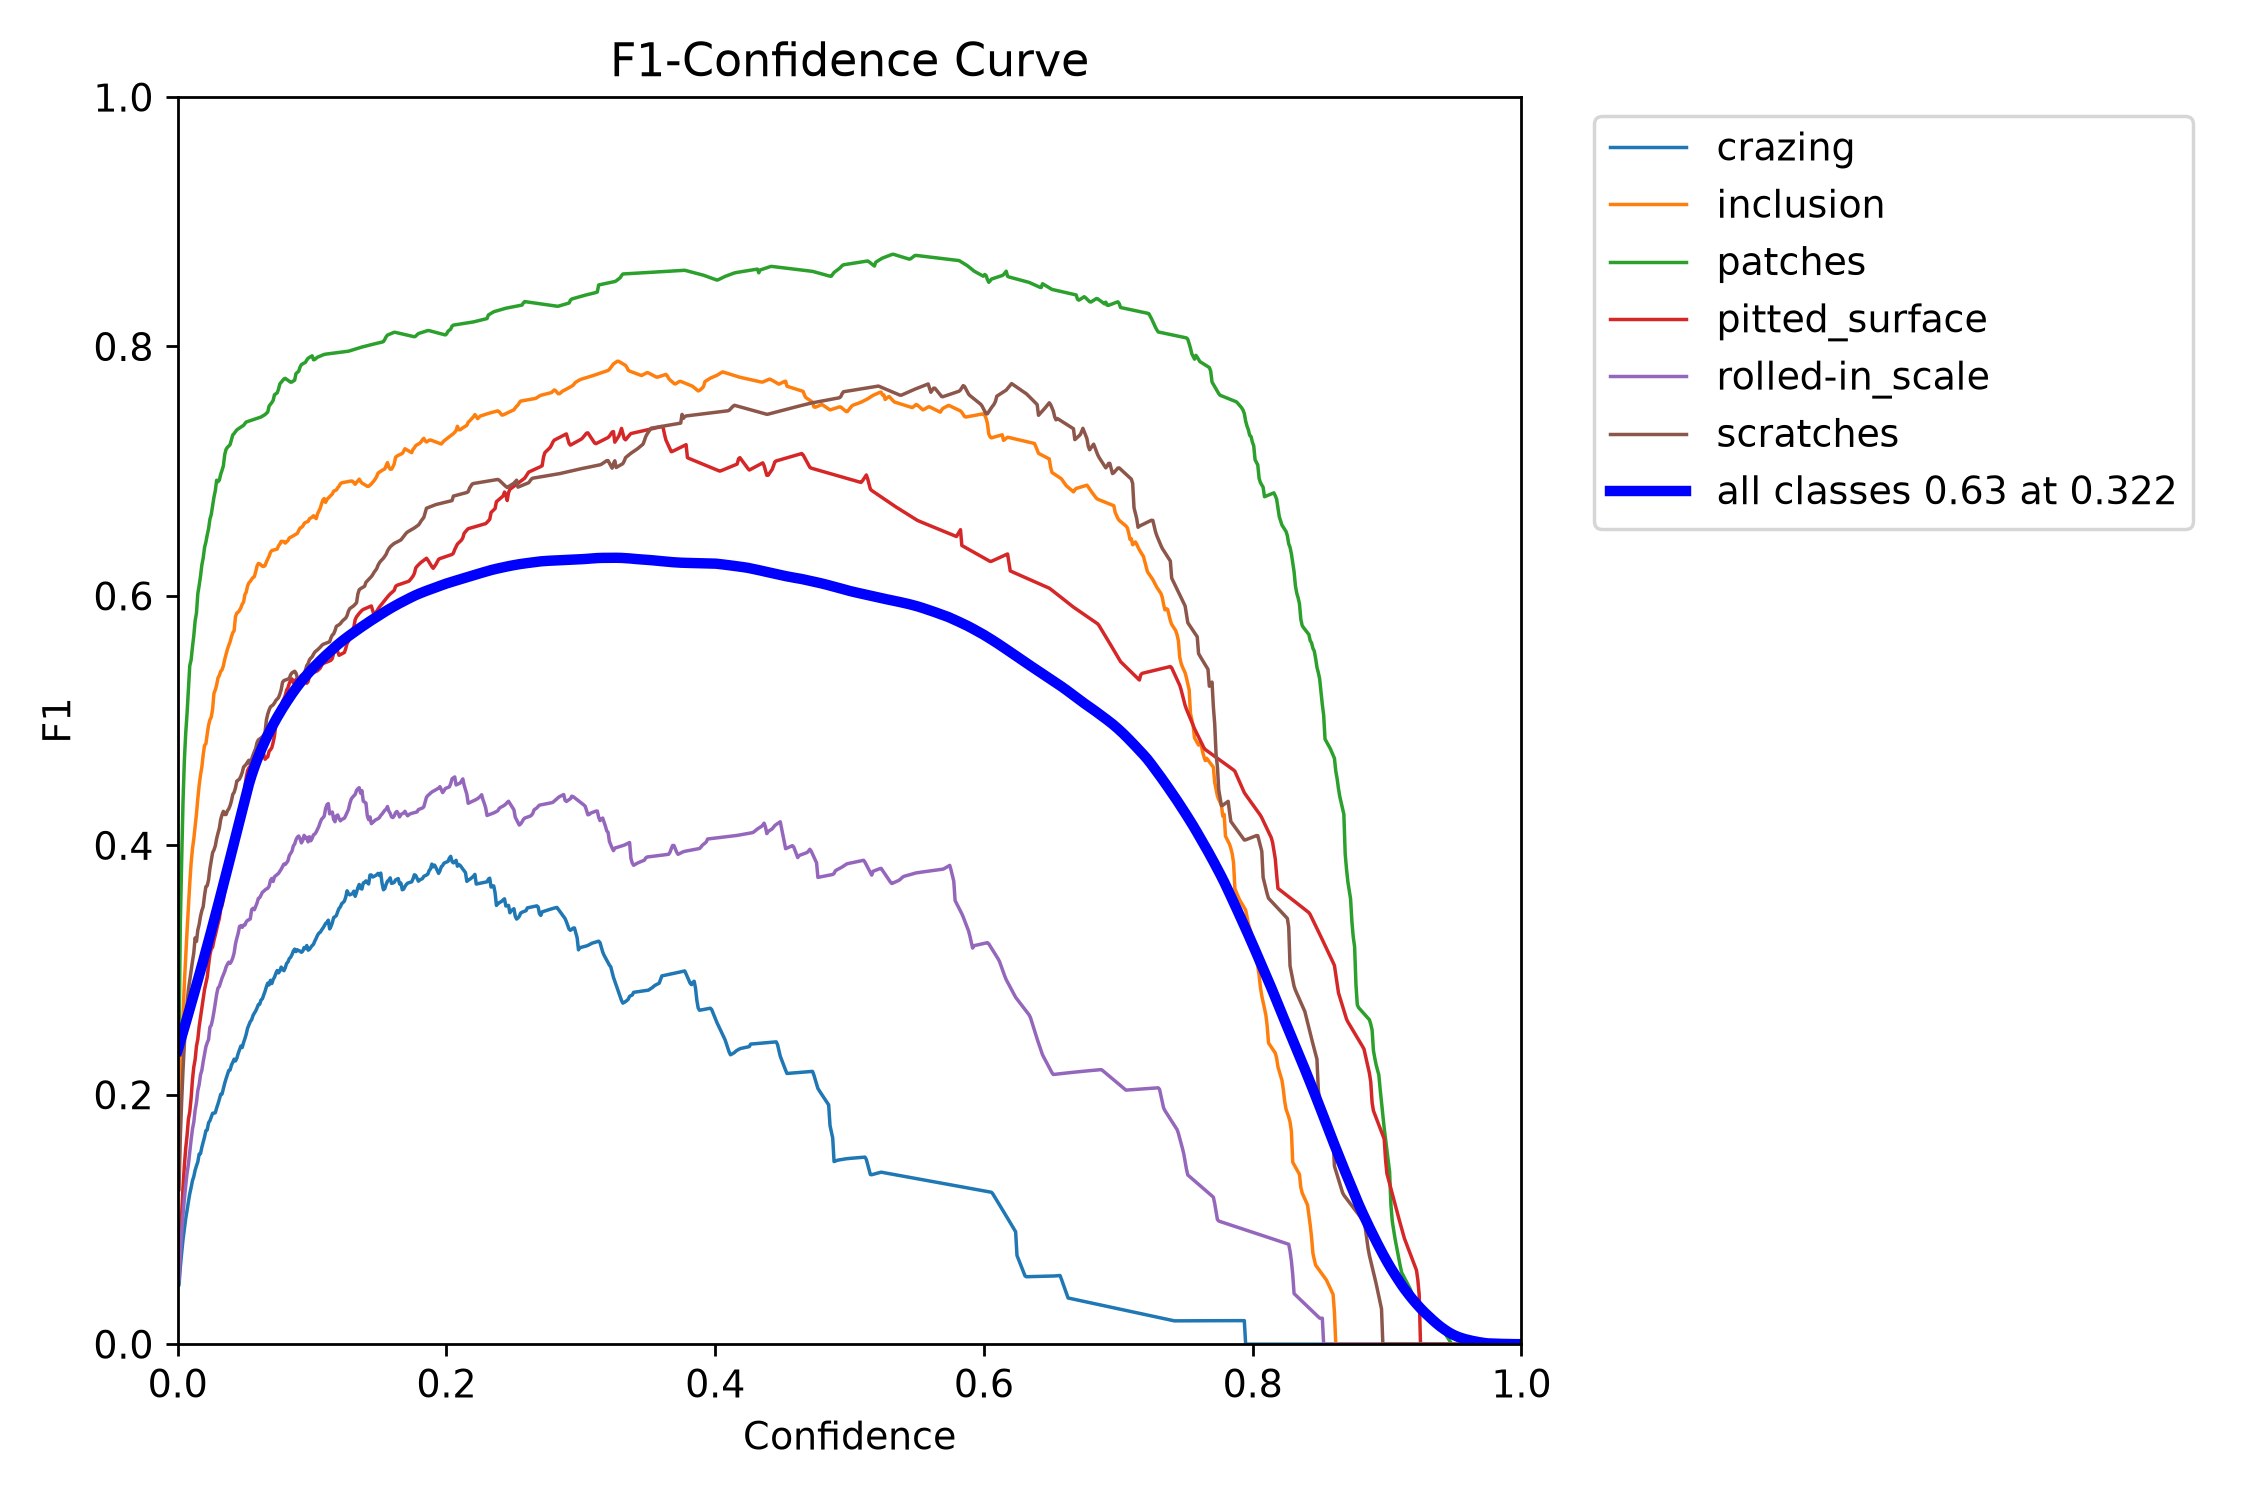 F1-Confidence Curve
1.0
0.8
0.6
0.4
0.2
0.0
F1
0.0 0.2 0.4 0.6 0.8 1.0
Confidence
crazing
inclusion
patches
pitted_surface
rolled-in_scale
scratches
all classes 0.63 at 0.322